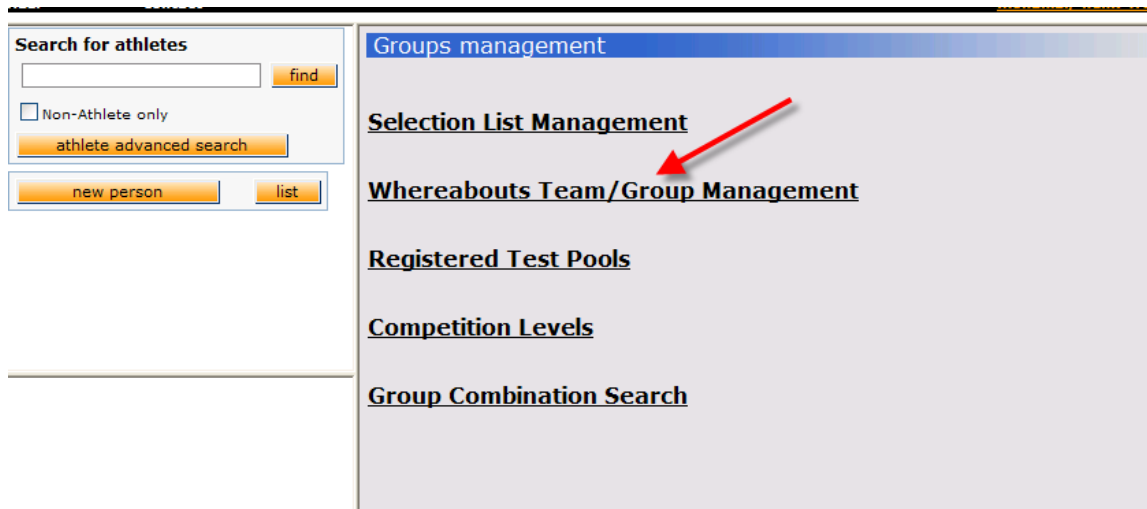 Search for athletes
find
Non-Athlete only
athlete advanced search
new person
list
Groups management
Selection List Management
Whereabouts Team/Group Management
Registered Test Pools
Competition Levels
Group Combination Search